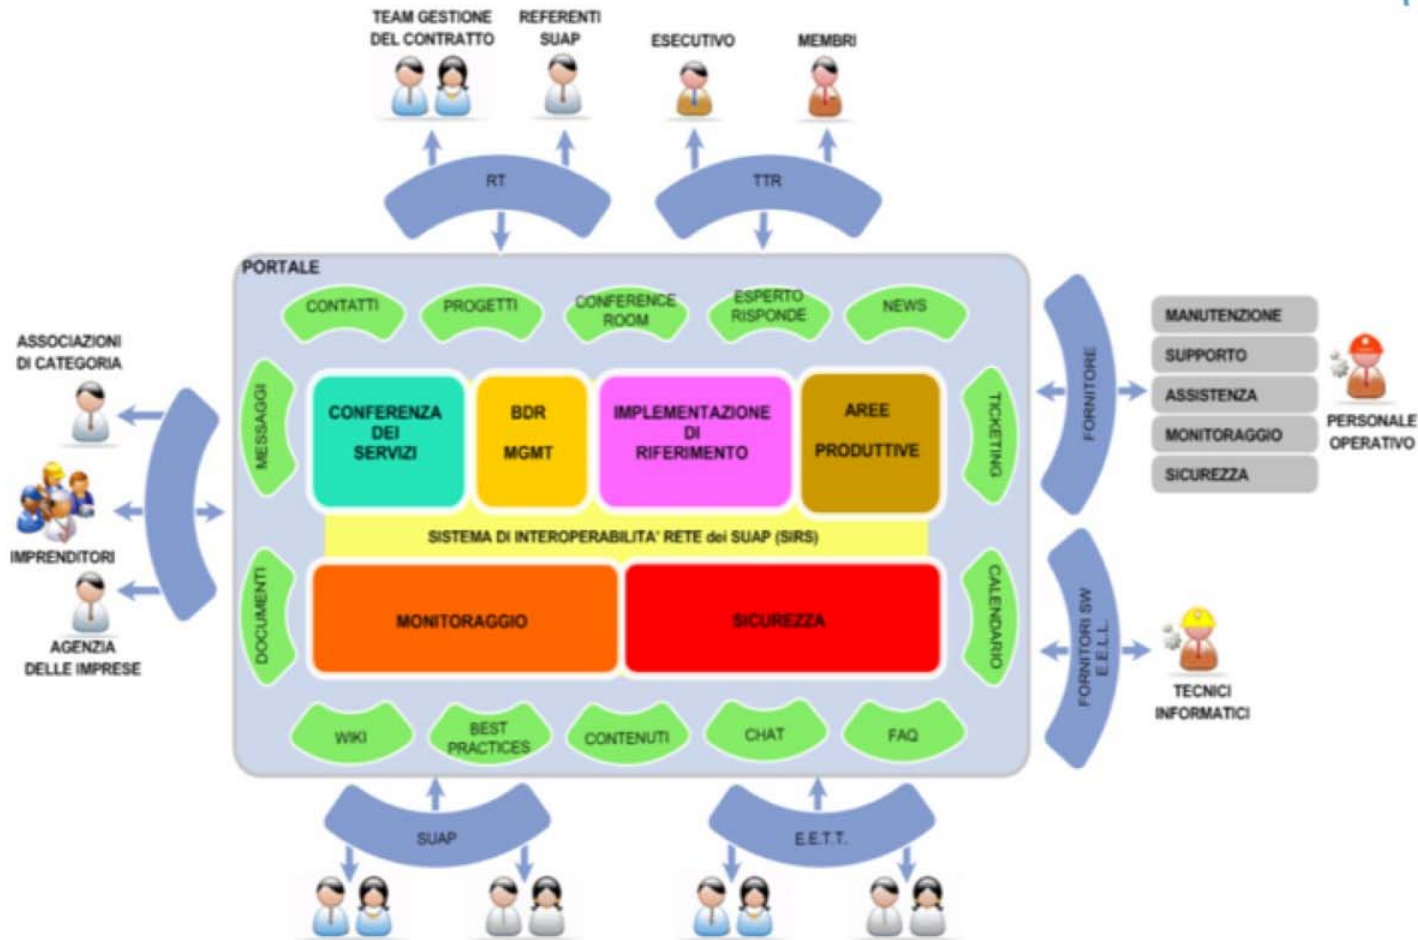 TEAM GESTIONE
DEL CONTRATTO
REFERENTI
SUAP
ESECUTIVO
MEMBRI
RT
TTR
PORTALE
CONTATTI
PROGETTI
CONFERENCE
ROOM
ESPERTO
RISPONDE
NEWS
ASSOCIAZIONI
DI CATEGORIA
IMPRENDITORI
AGENZIA
DELLE IMPRESE
MESSAGGI
DOCUMENTI
CONFERENZA
DEI
SERVIZI
BDR
MGMT
IMPLEMENTAZIONE
DI
RIFERIMENTO
AREE
PRODUTTIVE
SISTEMA DI INTEROPERABILITA' RETE dei SUAP (SIRS)
MONITORAGGIO
SICUREZZA
TICKETING
CALENDARIO
FORNITORE
MANUTENZIONE
SUPPORTO
ASSISTENZA
MONITORAGGIO
SICUREZZA
PERSONALE
OPERATIVO
FORNITORI SW
E.E.L.L.
TECNICI
INFORMATICI
WIKI
BEST
PRACTICES
CONTENUTI
CHAT
FAQ
SUAP
E.E.T.T.